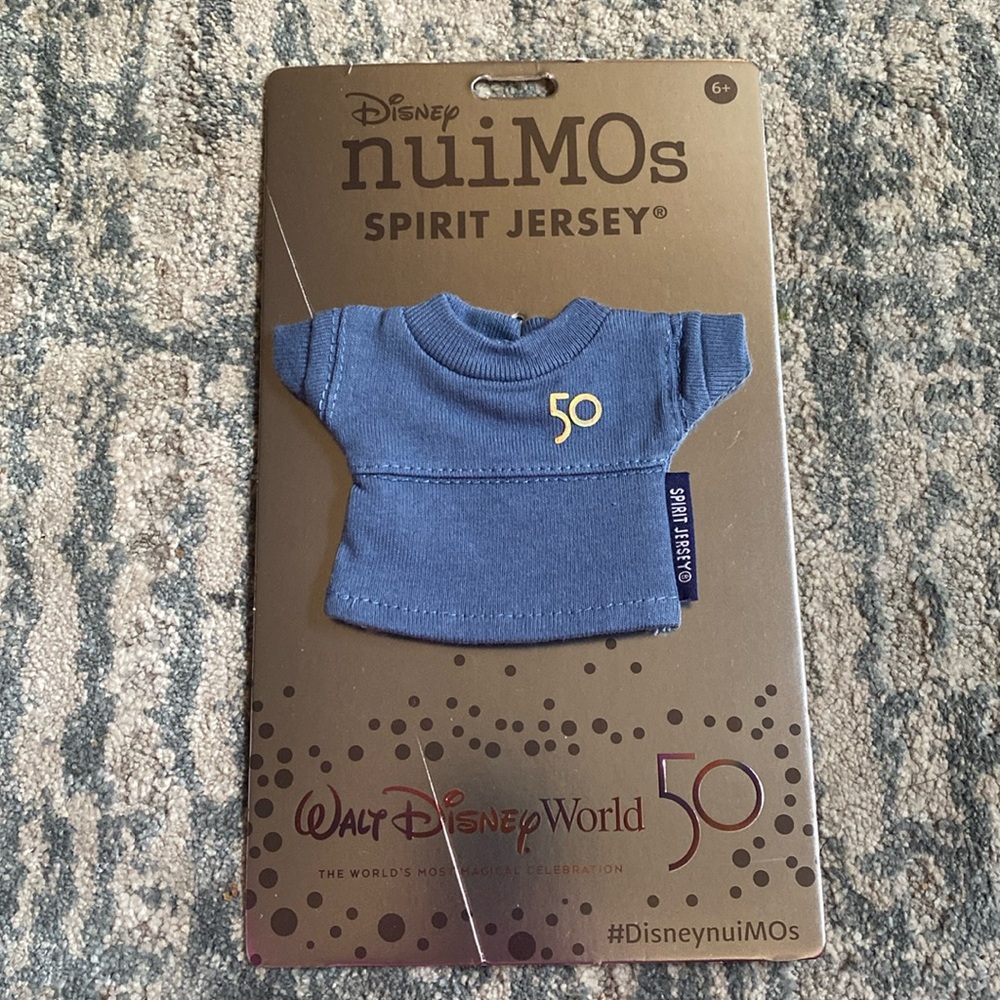 6+
Disney
nuiMOs
SPIRIT JERSEY®
50
SPIRIT JERSEY®
Walt Disney World 50
THE WORLD'S MOST MAGICAL CELEBRATION
#DisneynuiMOs